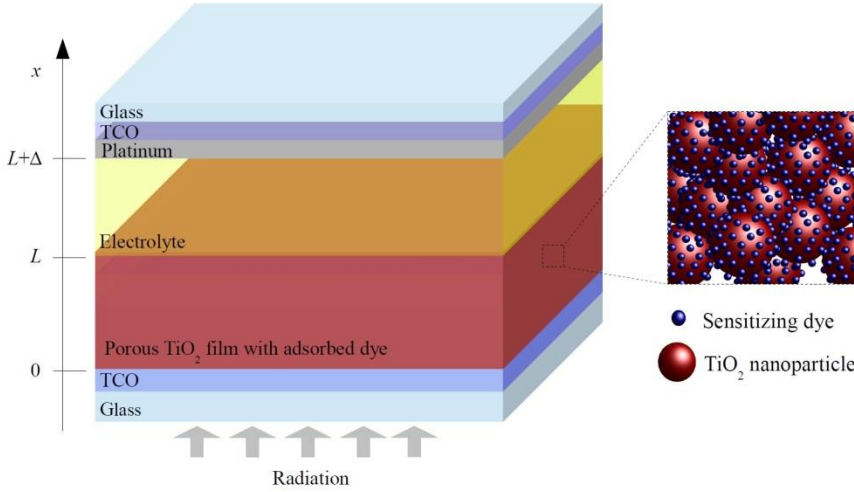 x
Glass
TCO
Platinum
L+Δ
Electrolyte
L
Porous TiO₂ film with adsorbed dye
0
TCO
Glass
Radiation
Sensitizing dye
TiO₂ nanoparticle